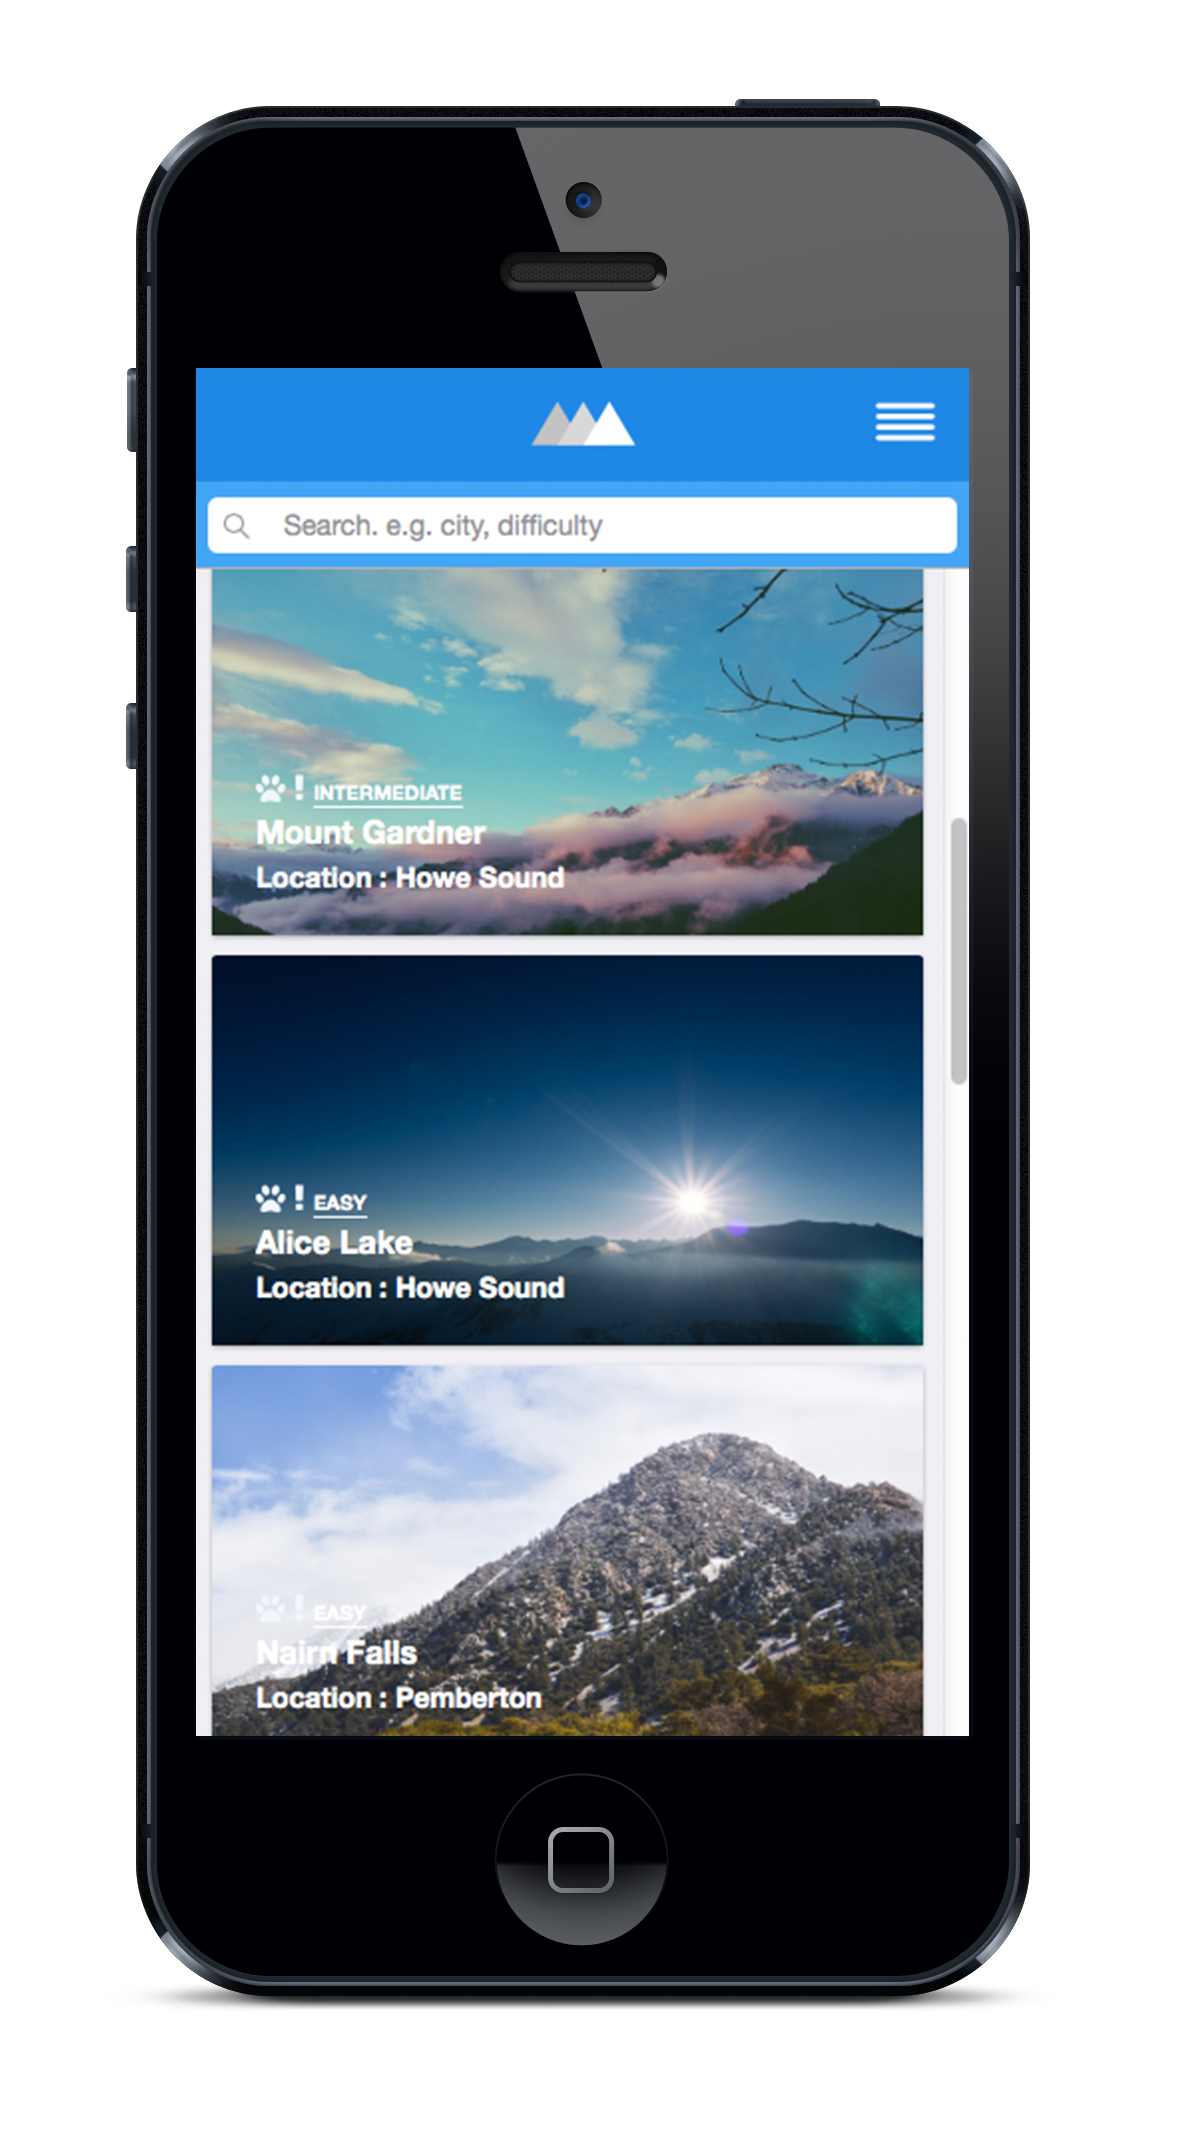 Search. e.g. city, difficulty
! INTERMEDIATE
Mount Gardner
Location : Howe Sound
! EASY
Alice Lake
Location : Howe Sound
! EASY
Nairn Falls
Location : Pemberton